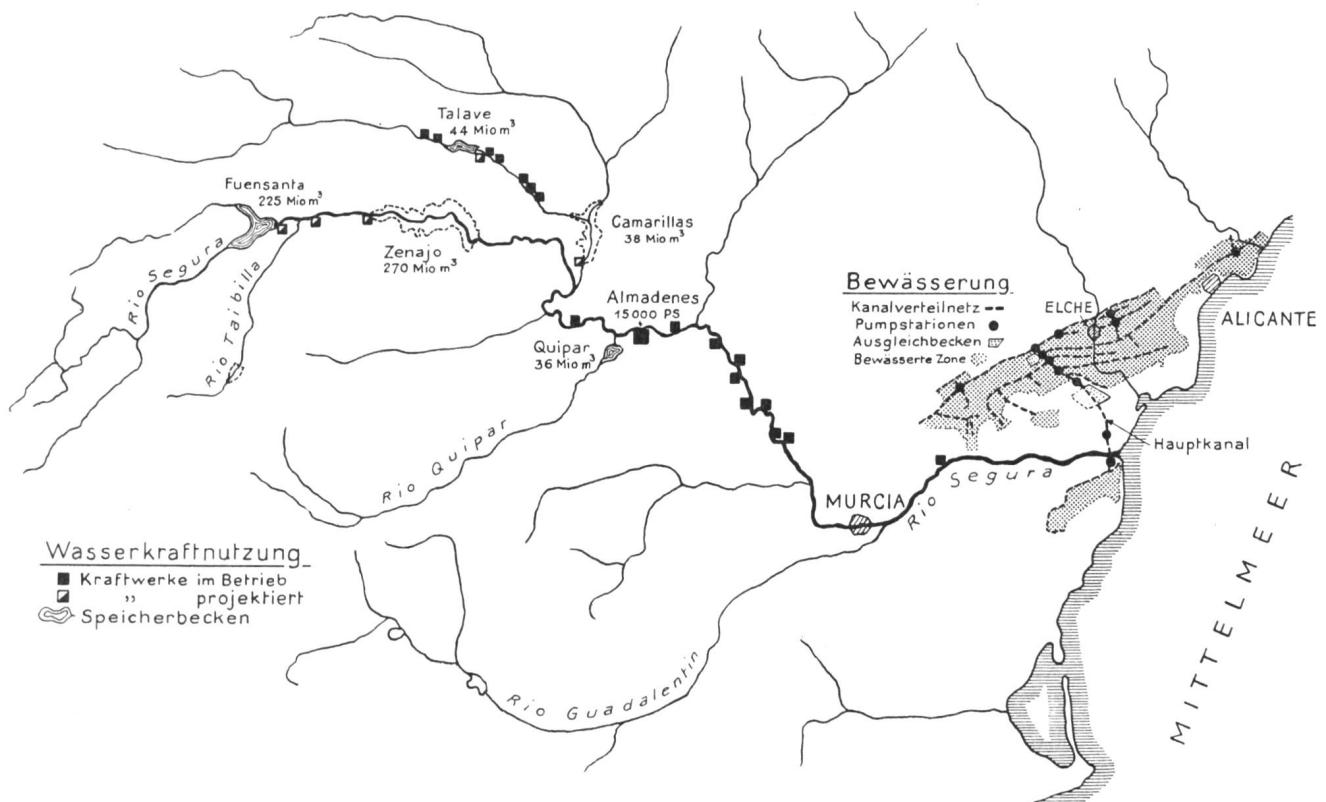 Talave
44 Mio m³
Fuensanta
225 Mio m³
Camarillas
38 Mio m³
Zenajo
270 Mio m³
Rio Segura
Rio Taibilla
Almadenes
15000 PS
Quipar
36 Mio m³
Rio Quipar
Bewässerung
Kanalverteilnetz
Pumpstationen
Ausgleichbecken
Bewässerte Zone
ELCHE
ALICANTE
Hauptkanal
Rio Segura
MURCIA
MITTELMEER
Wasserkraftnutzung
Kraftwerke im Betrieb
„ projektiert
Speicherbecken
Rio Guadalentin